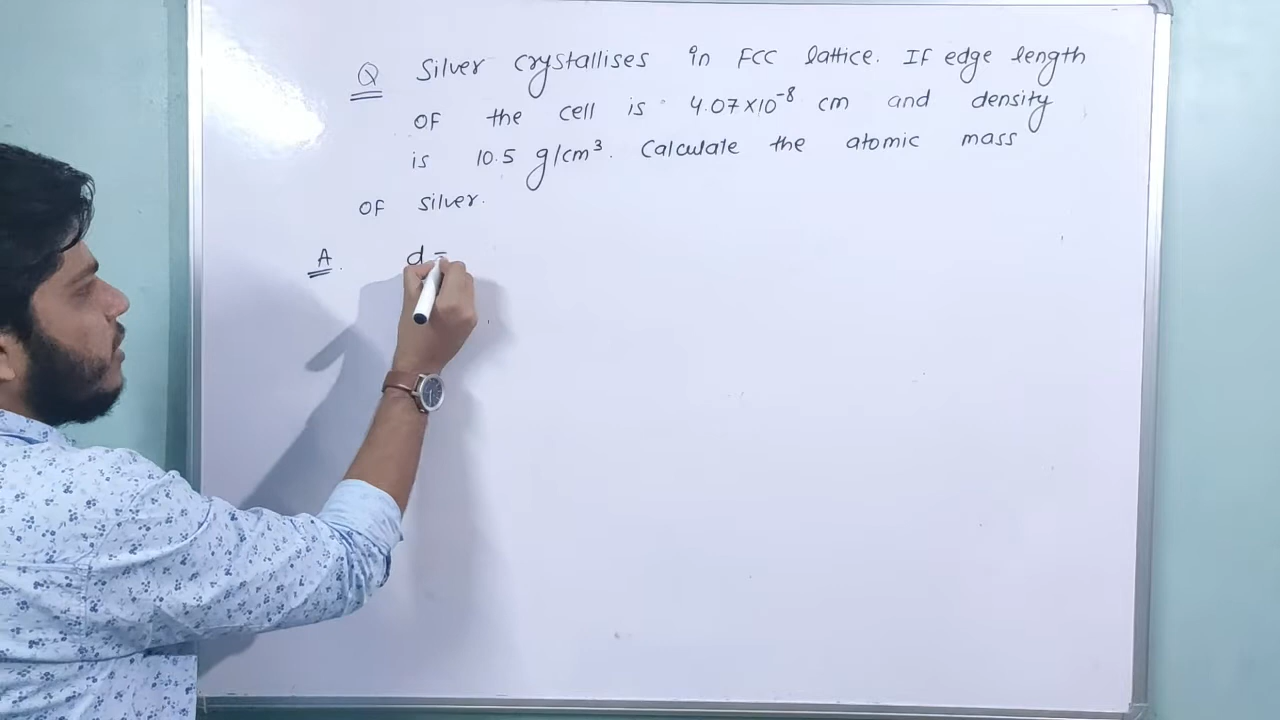 Q Silver crystallises in FCC lattice. If edge length
OF the cell is 4.07×10⁻⁸ cm and density
is 10.5 g/cm³. Calculate the atomic mass
OF silver.
A. d=